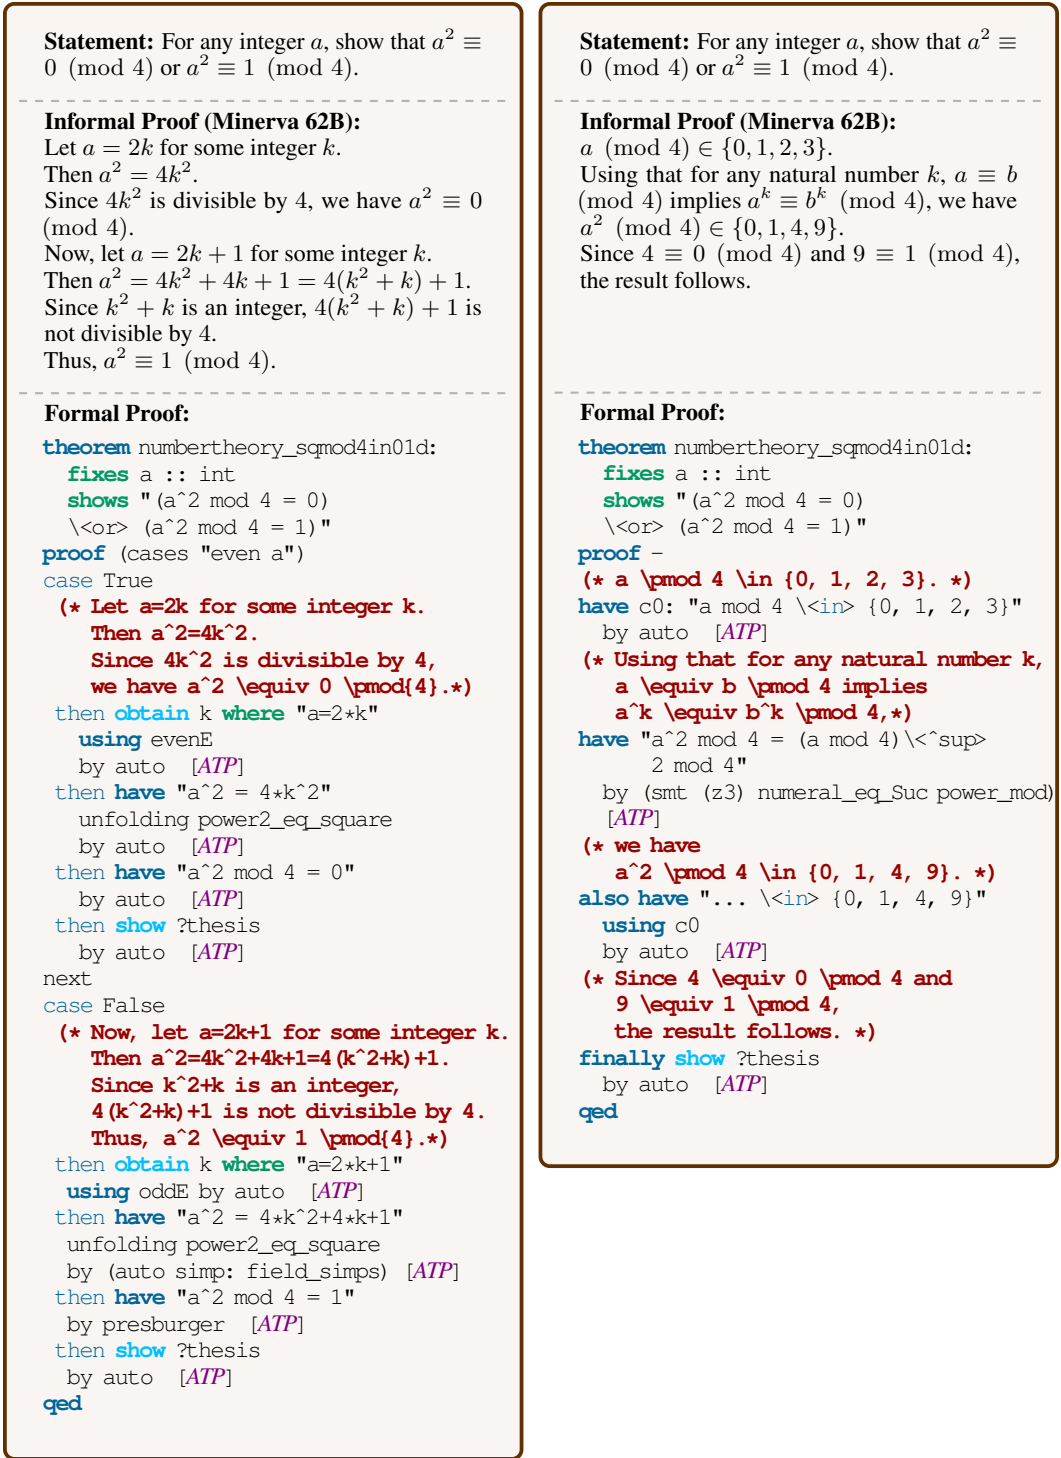 Statement: For any integer a, show that a² ≡
0 (mod 4) or a² ≡ 1 (mod 4).
Informal Proof (Minerva 62B):
Let a = 2k for some integer k.
Then a² = 4k².
Since 4k² is divisible by 4, we have a² ≡ 0
(mod 4).
Now, let a = 2k + 1 for some integer k.
Then a² = 4k² + 4k + 1 = 4(k² + k) + 1.
Since k² + k is an integer, 4(k² + k) + 1 is
not divisible by 4.
Thus, a² ≡ 1 (mod 4).
Formal Proof:
theorem numbertheory_sqmod4in01d:
fixes a :: int
shows "(a^2 mod 4 = 0)
\<or> (a^2 mod 4 = 1)"
proof (cases "even a")
case True
(* Let a=2k for some integer k.
Then a^2=4k^2.
Since 4k^2 is divisible by 4,
we have a^2 \equiv 0 \pmod{4}.*)
then obtain k where "a=2*k"
using evenE
by auto [ATP]
then have "a^2 = 4*k^2"
unfolding power2_eq_square
by auto [ATP]
then have "a^2 mod 4 = 0"
by auto [ATP]
then show ?thesis
by auto [ATP]
next
case False
(* Now, let a=2k+1 for some integer k.
Then a^2=4k^2+4k+1=4(k^2+k)+1.
Since k^2+k is an integer,
4(k^2+k)+1 is not divisible by 4.
Thus, a^2 \equiv 1 \pmod{4}.*)
then obtain k where "a=2*k+1"
using oddE by auto [ATP]
then have "a^2 = 4*k^2+4*k+1"
unfolding power2_eq_square
by (auto simp: field_simps) [ATP]
then have "a^2 mod 4 = 1"
by presburger [ATP]
then show ?thesis
by auto [ATP]
qed
Statement: For any integer a, show that a² ≡
0 (mod 4) or a² ≡ 1 (mod 4).
Informal Proof (Minerva 62B):
a (mod 4) ∈ {0, 1, 2, 3}.
Using that for any natural number k, a ≡ b
(mod 4) implies aᵏ ≡ bᵏ (mod 4), we have
a² (mod 4) ∈ {0, 1, 4, 9}.
Since 4 ≡ 0 (mod 4) and 9 ≡ 1 (mod 4),
the result follows.
Formal Proof:
theorem numbertheory_sqmod4in01d:
fixes a :: int
shows "(a^2 mod 4 = 0)
\<or> (a^2 mod 4 = 1)"
proof -
(* a \pmod 4 \in {0, 1, 2, 3}. *)
have c0: "a mod 4 \<in> {0, 1, 2, 3}"
by auto [ATP]
(* Using that for any natural number k,
a \equiv b \pmod 4 implies
a^k \equiv b^k \pmod 4,*)
have "a^2 mod 4 = (a mod 4)\<^sup>
2 mod 4"
by (smt (z3) numeral_eq_Suc power_mod)
[ATP]
(* we have
a^2 \pmod 4 \in {0, 1, 4, 9}. *)
also have "... \<in> {0, 1, 4, 9}"
using c0
by auto [ATP]
(* Since 4 \equiv 0 \pmod 4 and
9 \equiv 1 \pmod 4,
the result follows. *)
finally show ?thesis
by auto [ATP]
qed